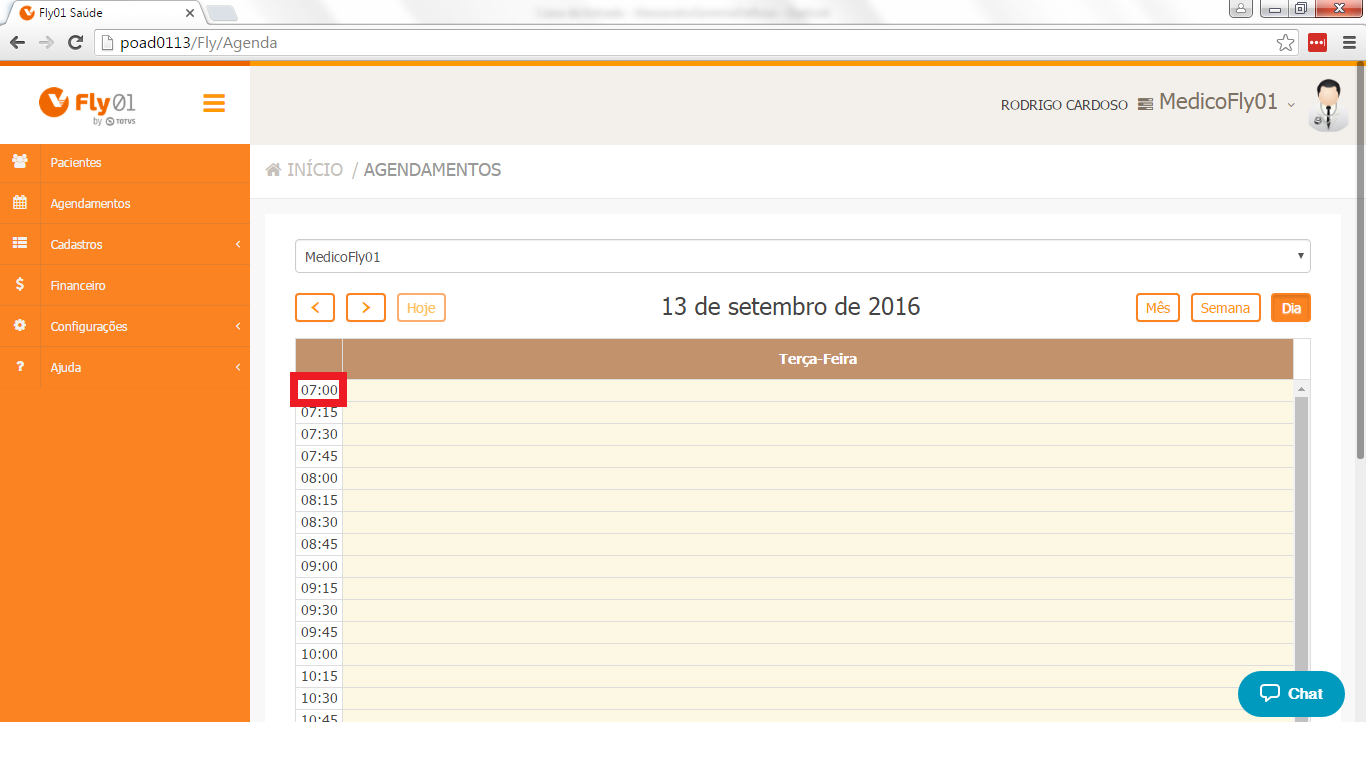 Fly01 Saúde
poad0113/Fly/Agenda
Fly01
by TOTVS
RODRIGO CARDOSO MedicoFly01
Pacientes
Agendamentos
Cadastros
Financeiro
Configurações
Ajuda
INÍCIO / AGENDAMENTOS
MedicoFly01
Hoje
13 de setembro de 2016
Mês Semana Dia
Terça-Feira
07:00
07:15
07:30
07:45
08:00
08:15
08:30
08:45
09:00
09:15
09:30
09:45
10:00
10:15
10:30
10:45
Chat